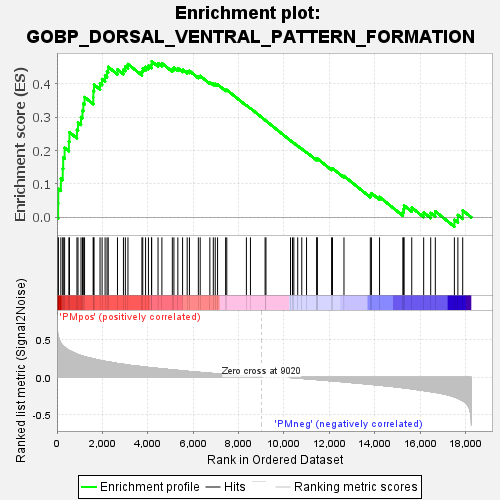 Enrichment plot:
GOBP_DORSAL_VENTRAL_PATTERN_FORMATION
Enrichment score (ES)
0.4
0.3
0.2
0.1
0.0
'PMpos' (positively correlated)
Ranked list metric (Signal2Noise)
0.5
0.0
-0.5
Zero cross at 9020
'PMneg' (negatively correlated)
0
2,000
4,000
6,000
8,000
10,000
12,000
14,000
16,000
18,000
Rank in Ordered Dataset
Enrichment profile
Hits
Ranking metric scores